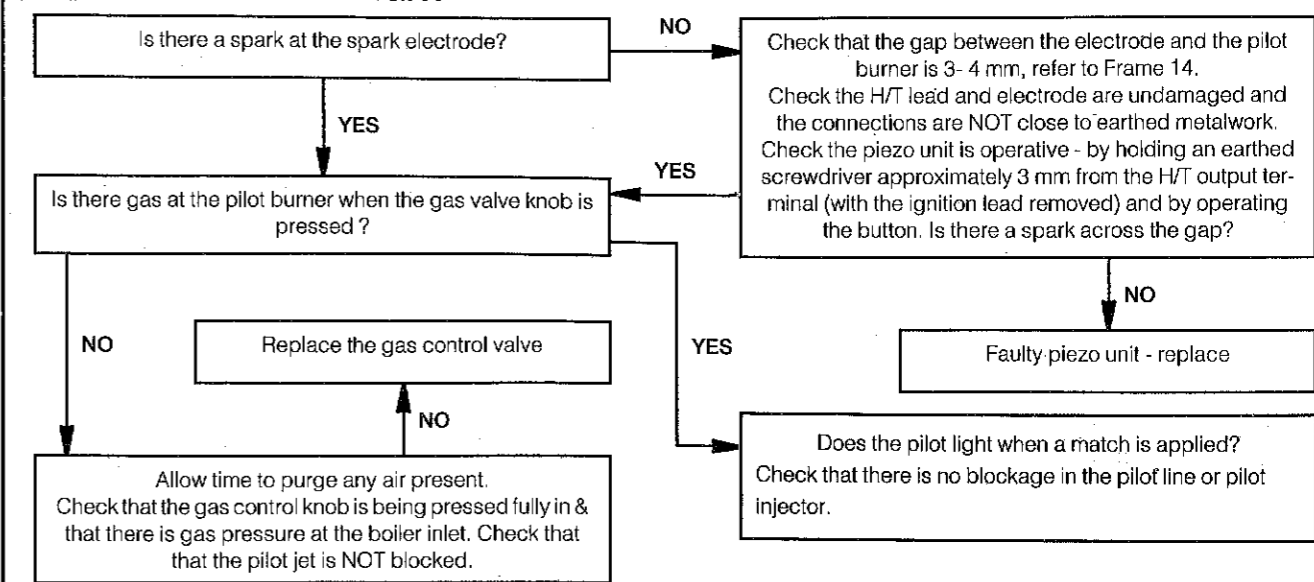 Is there a spark at the spark electrode?
NO
Check that the gap between the electrode and the pilot
burner is 3- 4 mm, refer to Frame 14.
Check the H/T lead and electrode are undamaged and
the connections are NOT close to earthed metalwork.
Check the piezo unit is operative - by holding an earthed
screwdriver approximately 3 mm from the H/T output ter-
minal (with the ignition lead removed) and by operating
the button. Is there a spark across the gap?
YES
YES
Is there gas at the pilot burner when the gas valve knob is
pressed ?
NO
Faulty piezo unit - replace
NO
Replace the gas control valve
YES
NO
Does the pilot light when a match is applied?
Check that there is no blockage in the pilot line or pilot
injector.
Allow time to purge any air present.
Check that the gas control knob is being pressed fully in &
that there is gas pressure at the boiler inlet. Check that
that the pilot jet is NOT blocked.